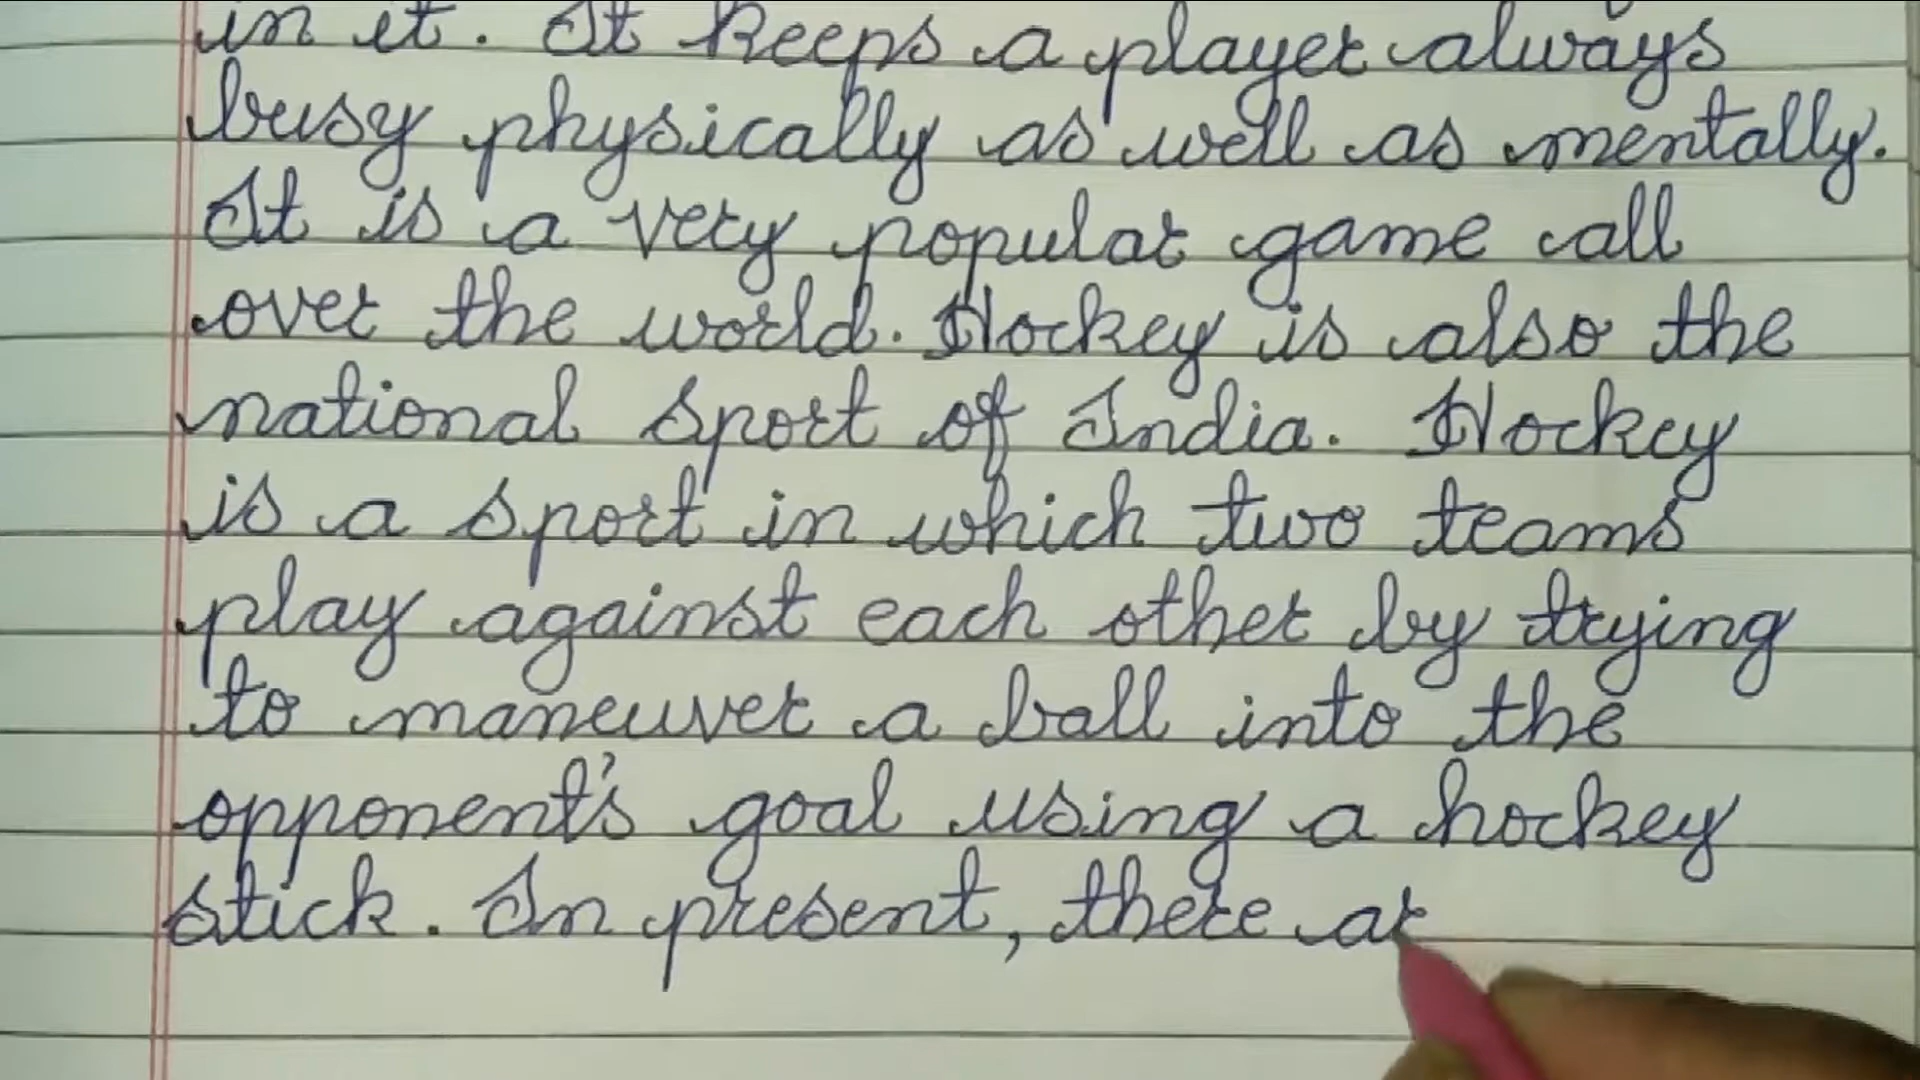 in it. It keeps a player always
busy physically as well as mentally.
It is a very popular game all
over the world. Hockey is also the
national sport of India. Hockey
is a sport in which two teams
play against each other by trying
to maneuver a ball into the
opponent's goal using a hockey
stick. In present, there ar